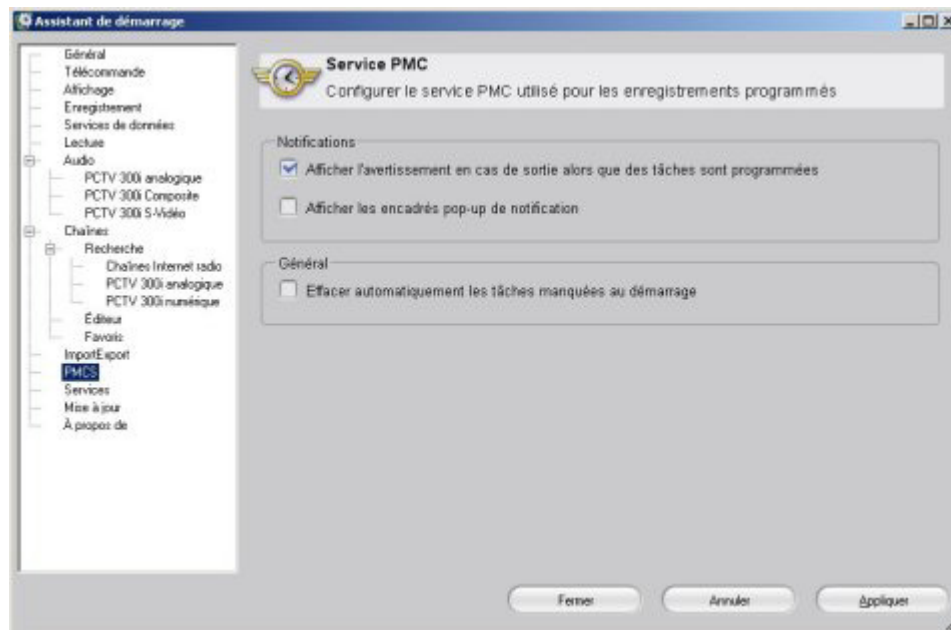 Assistant de démarrage
Général
Télécommande
Affichage
Enregistrement
Services de données
Lecture
Audio
PCTV 300i analogique
PCTV 300i Composite
PCTV 300i S-Vidéo
Chaînes
Recherche
Chaînes Internet radio
PCTV 300i analogique
PCTV 300i numérique
Éditeur
Favoris
ImportExport
PMCS
Services
Mise à jour
À propos de
Service PMC
Configurer le service PMC utilisé pour les enregistrements programmés
Notifications
Afficher l'avertissement en cas de sortie alors que des tâches sont programmées
Afficher les encadrés pop-up de notification
Général
Effacer automatiquement les tâches manquées au démarrage
Fermer
Annuler
Appliquer